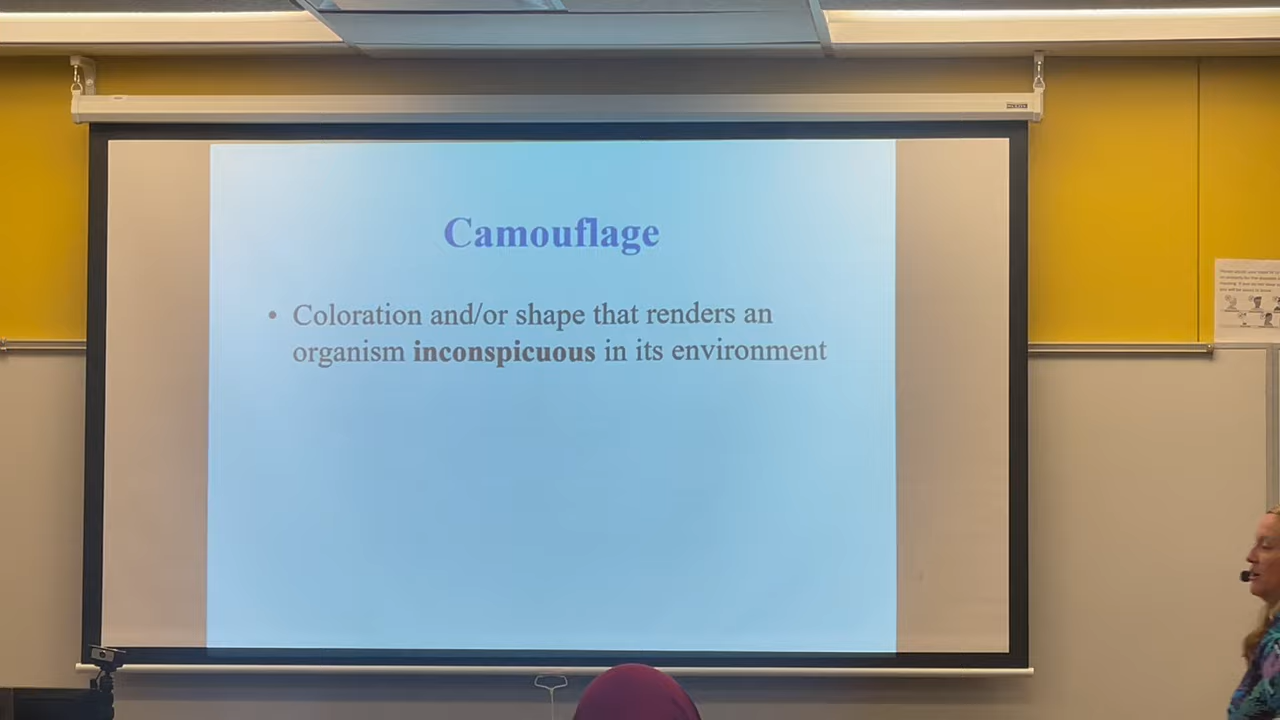 Camouflage
• Coloration and/or shape that renders an
organism inconspicuous in its environment